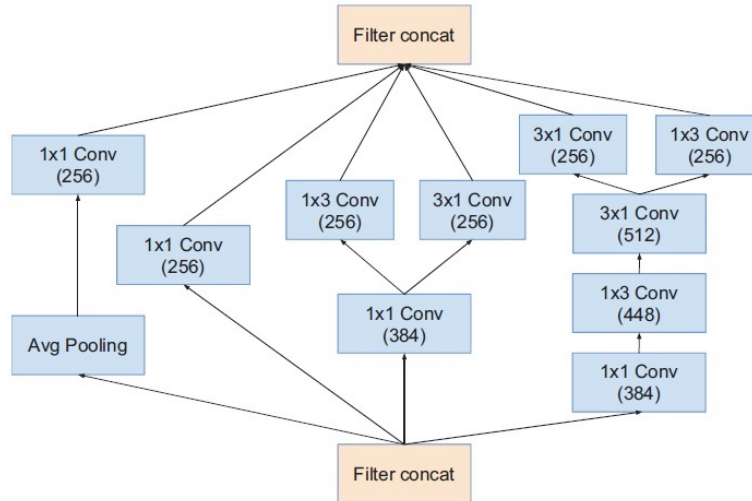 Filter concat
3x1 Conv
(256)
1x3 Conv
(256)
1x1 Conv
(256)
1x3 Conv
(256)
3x1 Conv
(256)
3x1 Conv
(512)
1x1 Conv
(256)
1x3 Conv
(448)
Avg Pooling
1x1 Conv
(384)
1x1 Conv
(384)
Filter concat